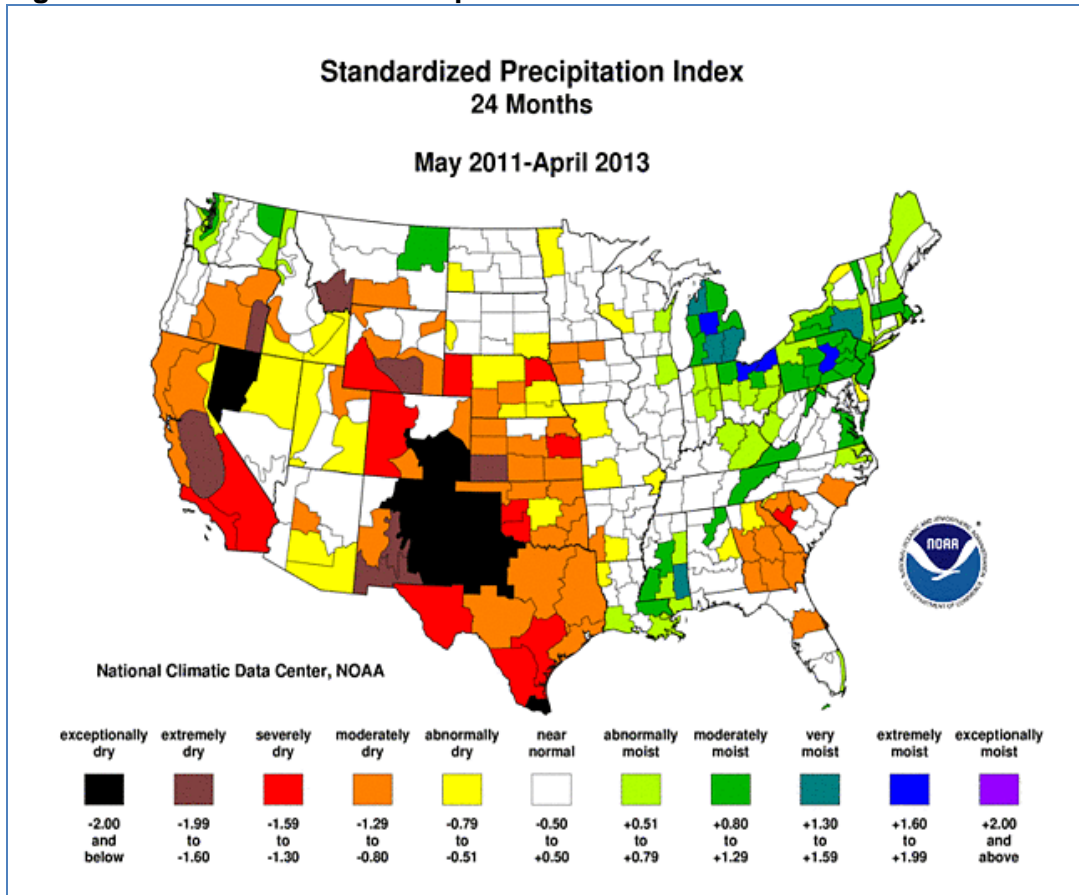 Standardized Precipitation Index
24 Months
May 2011-April 2013
NOAA
National Climatic Data Center, NOAA
exceptionally dry
extremely dry
severely dry
moderately dry
abnormally dry
near normal
abnormally moist
moderately moist
very moist
extremely moist
exceptionally moist
-2.00 and below
-1.99 to -1.60
-1.59 to -1.30
-1.29 to -0.80
-0.79 to -0.51
-0.50 to +0.50
+0.51 to +0.79
+0.80 to +1.29
+1.30 to +1.59
+1.60 to +1.99
+2.00 and above